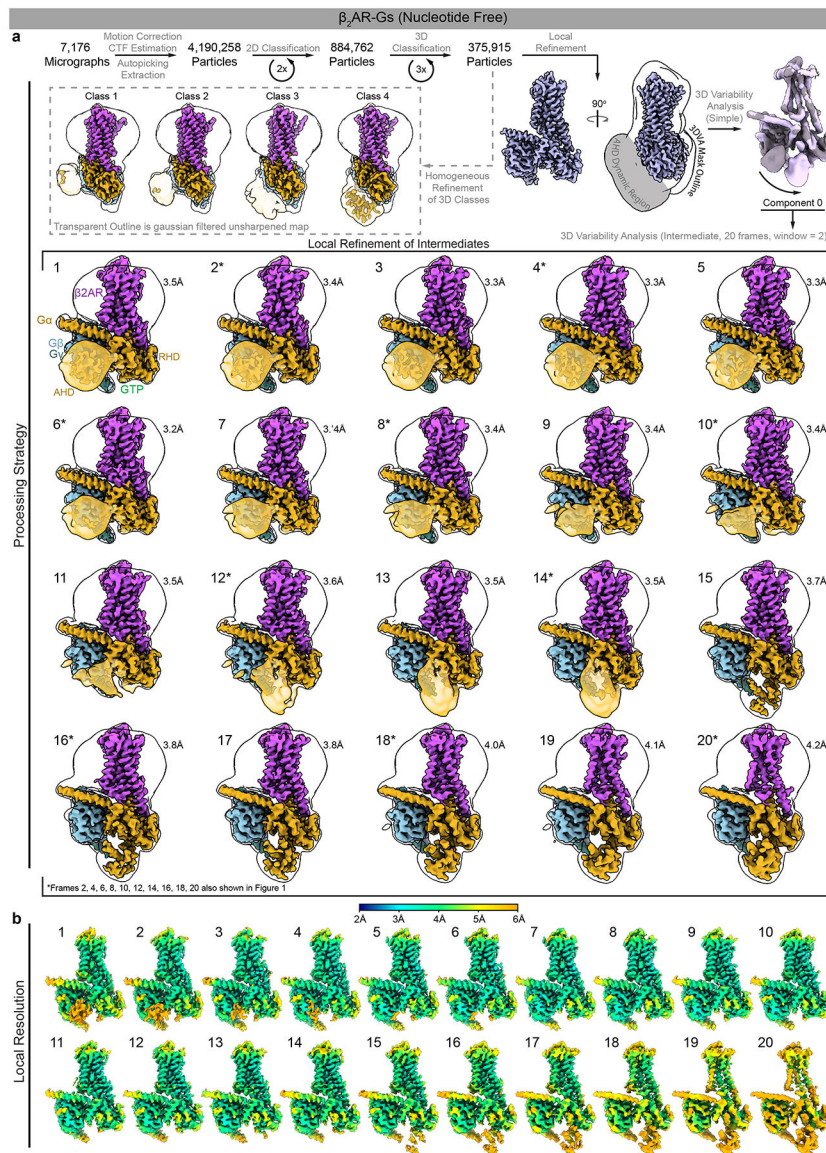 β₂AR-Gs (Nucleotide Free)
a
7,176
Micrographs
Motion Correction
CTF Estimation
Autopicking
Extraction
4,190,258
Particles
2D Classification
2x
884,762
Particles
3D
Classification
3x
375,915
Particles
Local
Refinement
90°
AHD Dynamic
Region
3DVA Mask Outline
3D Variability
Analysis
(Simple)
Component 0
Class 1
Class 2
Class 3
Class 4
Transparent Outline is gaussian filtered unsharpened map
Homogeneous
Refinement
of 3D Classes
3D Variability Analysis (Intermediate, 20 frames, window = 2)
Local Refinement of Intermediates
Processing Strategy
1
3.5Å
β2AR
Gα
Gβ
Gγ
RHD
AHD
GTP
2*
3.4Å
3
3.3Å
4*
3.3Å
5
3.3Å
6*
3.2Å
7
3.'4Å
8*
3.4Å
9
3.4Å
10*
3.4Å
11
3.5Å
12*
3.6Å
13
3.5Å
14*
3.5Å
15
3.7Å
16*
3.8Å
17
3.8Å
18*
4.0Å
19
4.1Å
20*
4.2Å
*Frames 2, 4, 6, 8, 10, 12, 14, 16, 18, 20 also shown in Figure 1
b
2Å 3Å 4Å 5Å 6Å
Local Resolution
1 2 3 4 5 6 7 8 9 10
11 12 13 14 15 16 17 18 19 20